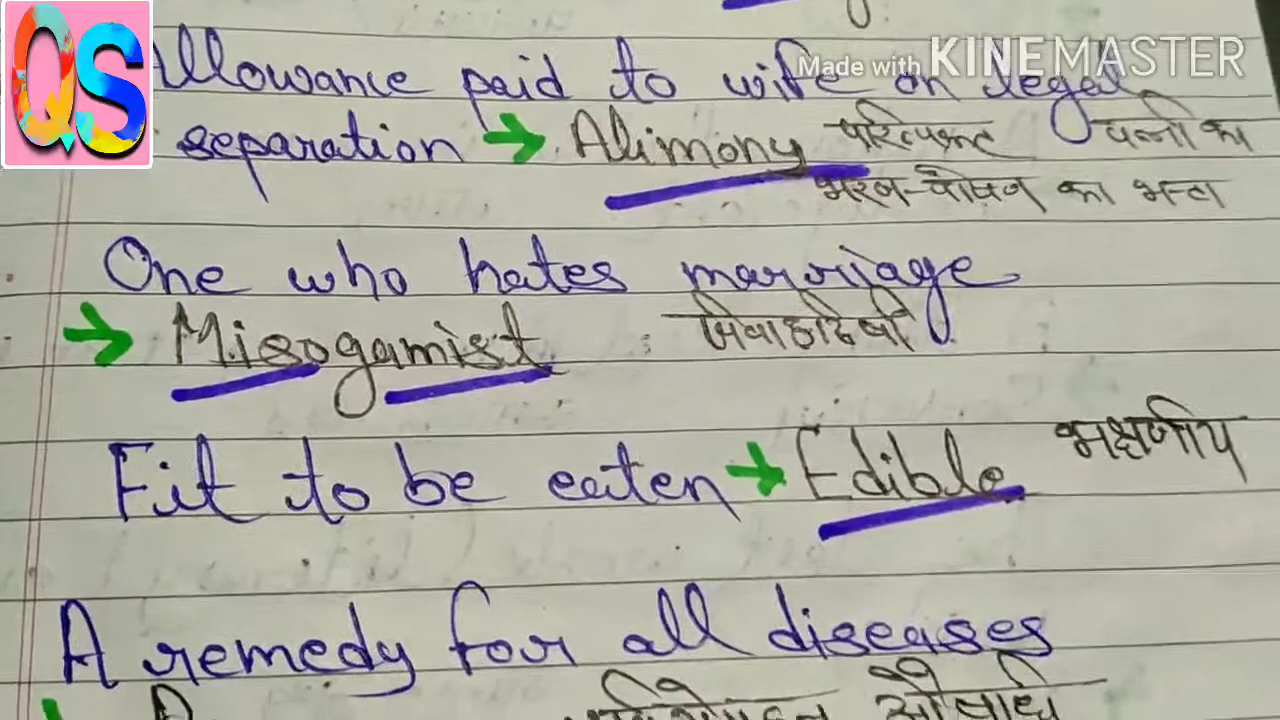 QS
Made with KINEMASTER
Allowance paid to wife on legal
separation → Alimony परित्यक्त पत्नी का
भरण-पोषण का भत्ता
One who hates marriage
→ Misogamist विवाहद्वेषी
Fit to be eaten → Edible भक्षणीय
A remedy for all diseases